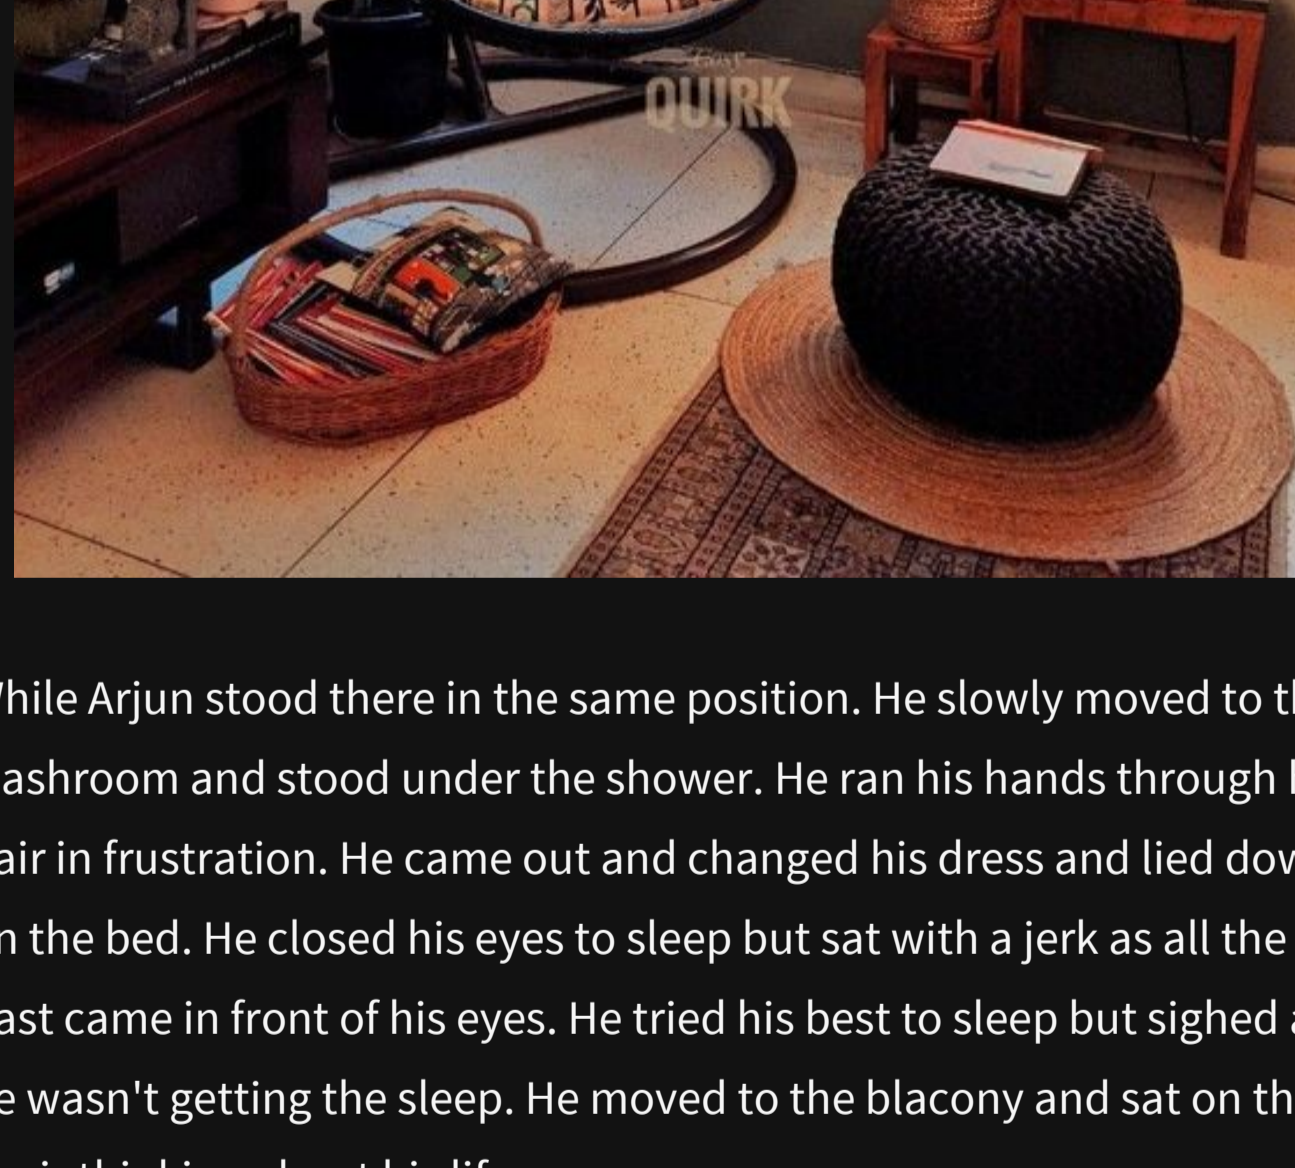 QUIRK
While Arjun stood there in the same position. He slowly moved to
ashroom and stood under the shower. He ran his hands through
air in frustration. He came out and changed his dress and lied
the bed. He closed his eyes to sleep but sat with a jerk as all the
ast came in front of his eyes. He tried his best to sleep but sighed
wasn't getting the sleep. He moved to the blacony and sat on